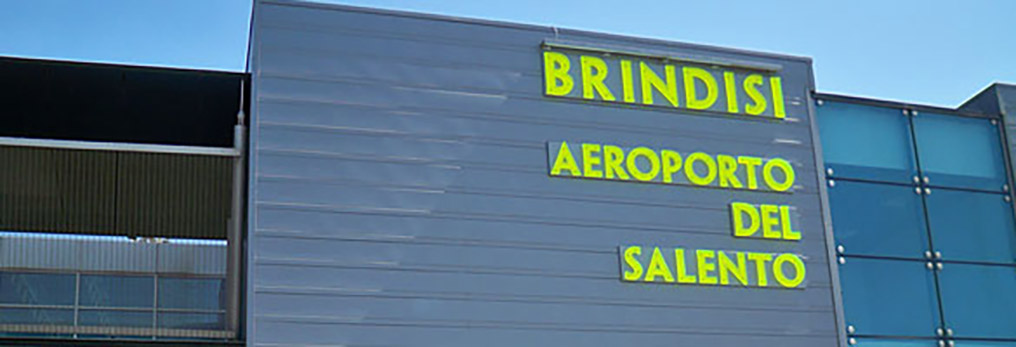 BRINDISI
AEROPORTO
DEL
SALENTO